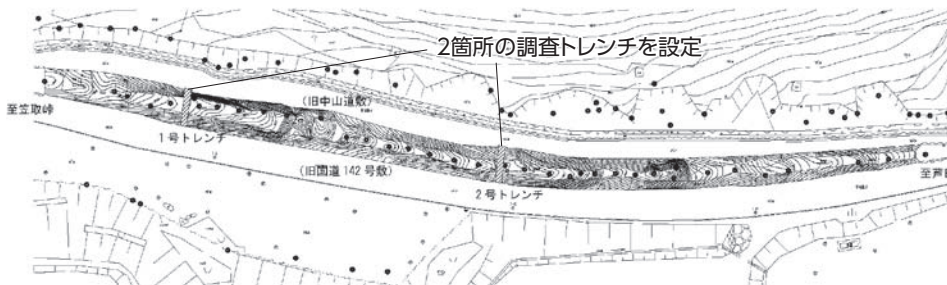 2箇所の調査トレンチを設定
至笠取峠
(旧中山道敷)
1号トレンチ
(旧国道142号敷)
2号トレンチ